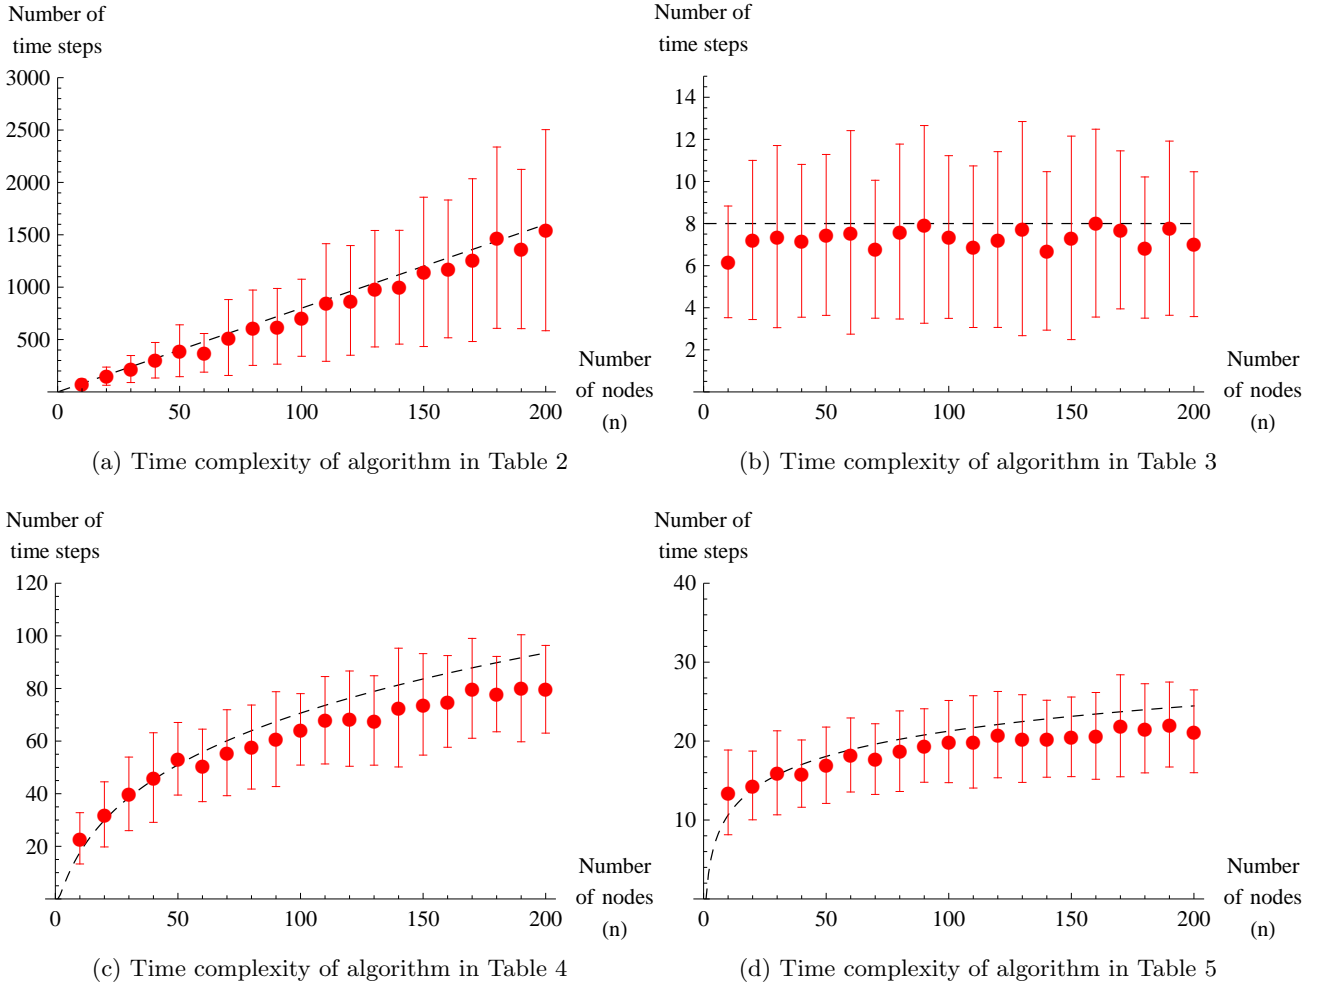 Number of
time steps
3000
2500
2000
1500
1000
500
0
50
100
150
200
Number
of nodes
(n)
(a) Time complexity of algorithm in Table 2
Number of
time steps
14
12
10
8
6
4
2
0
50
100
150
200
Number
of nodes
(n)
(b) Time complexity of algorithm in Table 3
Number of
time steps
120
100
80
60
40
20
0
50
100
150
200
Number
of nodes
(n)
(c) Time complexity of algorithm in Table 4
Number of
time steps
40
30
20
10
0
50
100
150
200
Number
of nodes
(n)
(d) Time complexity of algorithm in Table 5